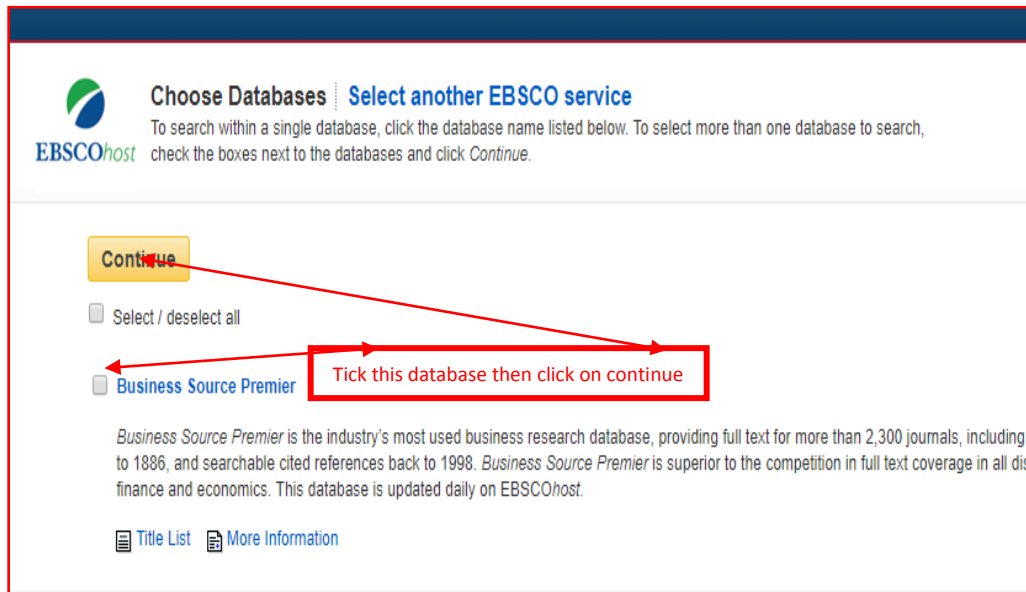 Choose Databases Select another EBSCO service
To search within a single database, click the database name listed below. To select more than one database to search,
EBSCOhost check the boxes next to the databases and click Continue.
Continue
Select / deselect all
Tick this database then click on continue
Business Source Premier
Business Source Premier is the industry's most used business research database, providing full text for more than 2,300 journals, including
to 1886, and searchable cited references back to 1998. Business Source Premier is superior to the competition in full text coverage in all dis
finance and economics. This database is updated daily on EBSCOhost.
Title List More Information